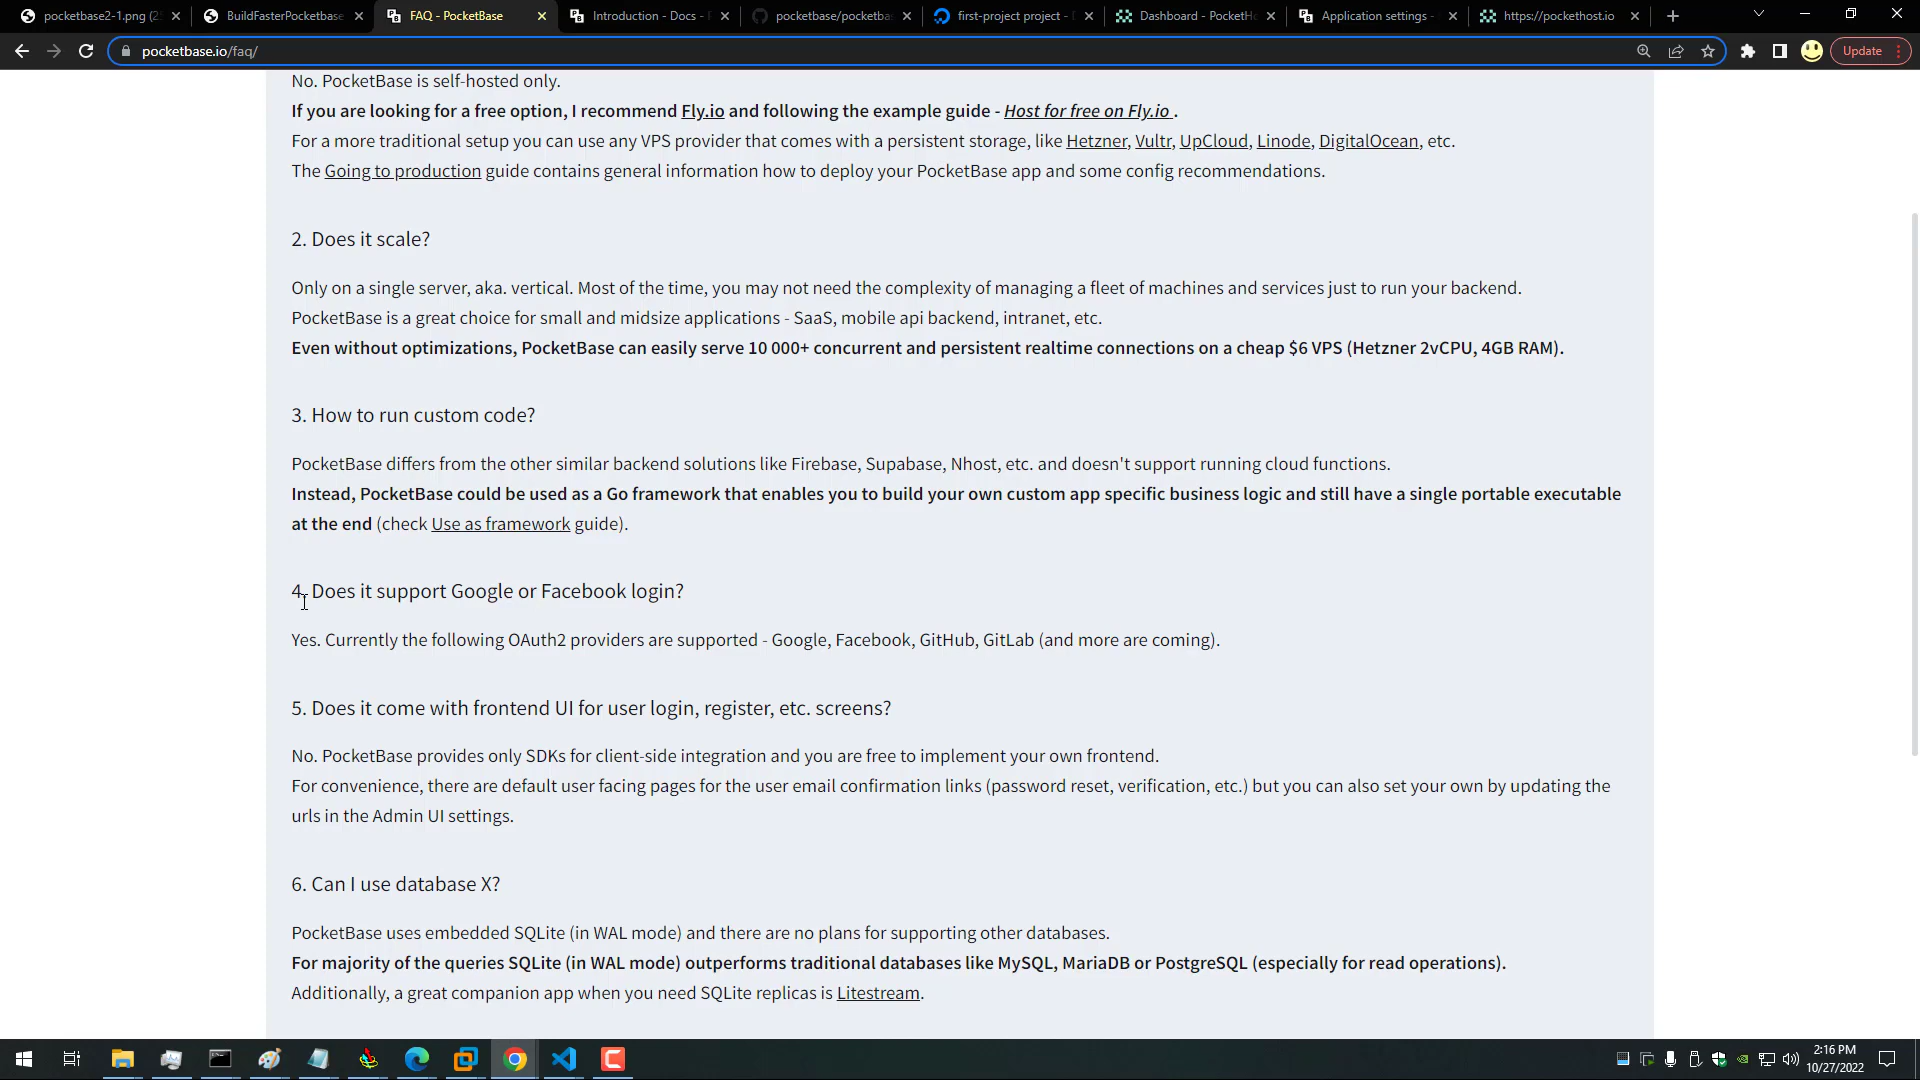 pocketbase2-1.png (2
BuildFasterPocketbase
FAQ - PocketBase
Introduction - Docs - P
pocketbase/pocketba
first-project project - D
Dashboard - PocketH
Application settings -
https://pockethost.io
pocketbase.io/faq/
Update
No. PocketBase is self-hosted only.
If you are looking for a free option, I recommend Fly.io and following the example guide - Host for free on Fly.io .
For a more traditional setup you can use any VPS provider that comes with a persistent storage, like Hetzner, Vultr, UpCloud, Linode, DigitalOcean, etc.
The Going to production guide contains general information how to deploy your PocketBase app and some config recommendations.
2. Does it scale?
Only on a single server, aka. vertical. Most of the time, you may not need the complexity of managing a fleet of machines and services just to run your backend.
PocketBase is a great choice for small and midsize applications - SaaS, mobile api backend, intranet, etc.
Even without optimizations, PocketBase can easily serve 10 000+ concurrent and persistent realtime connections on a cheap $6 VPS (Hetzner 2vCPU, 4GB RAM).
3. How to run custom code?
PocketBase differs from the other similar backend solutions like Firebase, Supabase, Nhost, etc. and doesn't support running cloud functions.
Instead, PocketBase could be used as a Go framework that enables you to build your own custom app specific business logic and still have a single portable executable
at the end (check Use as framework guide).
4. Does it support Google or Facebook login?
Yes. Currently the following OAuth2 providers are supported - Google, Facebook, GitHub, GitLab (and more are coming).
5. Does it come with frontend UI for user login, register, etc. screens?
No. PocketBase provides only SDKs for client-side integration and you are free to implement your own frontend.
For convenience, there are default user facing pages for the user email confirmation links (password reset, verification, etc.) but you can also set your own by updating the
urls in the Admin UI settings.
6. Can I use database X?
PocketBase uses embedded SQLite (in WAL mode) and there are no plans for supporting other databases.
For majority of the queries SQLite (in WAL mode) outperforms traditional databases like MySQL, MariaDB or PostgreSQL (especially for read operations).
Additionally, a great companion app when you need SQLite replicas is Litestream.
2:16 PM
10/27/2022